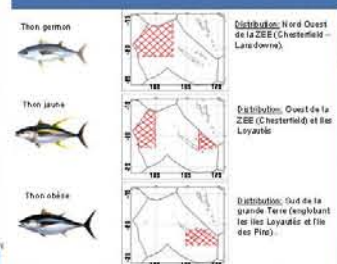 Thon germon
Distribution: Nord Ouest
de la ZEE (Chesterfield –
Lansdowne).
Thon jaune
Distribution: Ouest de la
ZEE (Chesterfield) et îles
Loyautés
Thon obèse
Distribution: Sud de la
grande Terre (englobant
les îles Loyautés et l'île
des Pins).